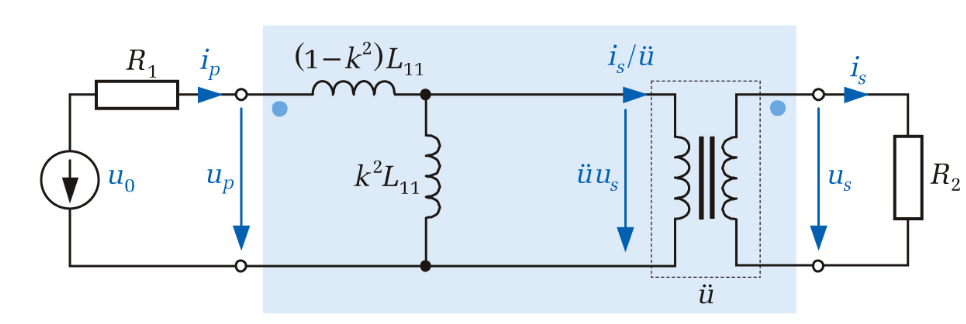 R₁
iₚ
(1−k²)L₁₁
iₛ/ü
iₛ
u₀
uₚ
k²L₁₁
üuₛ
uₛ
R₂
ü